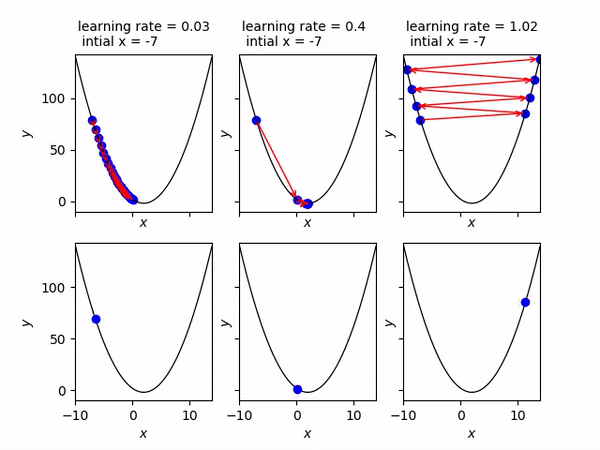 learning rate = 0.03
intial x = -7
learning rate = 0.4
intial x = -7
learning rate = 1.02
intial x = -7
y
100
50
0
x
y
x
y
x
y
100
50
0
−10
0
10
x
y
−10
0
10
x
y
−10
0
10
x